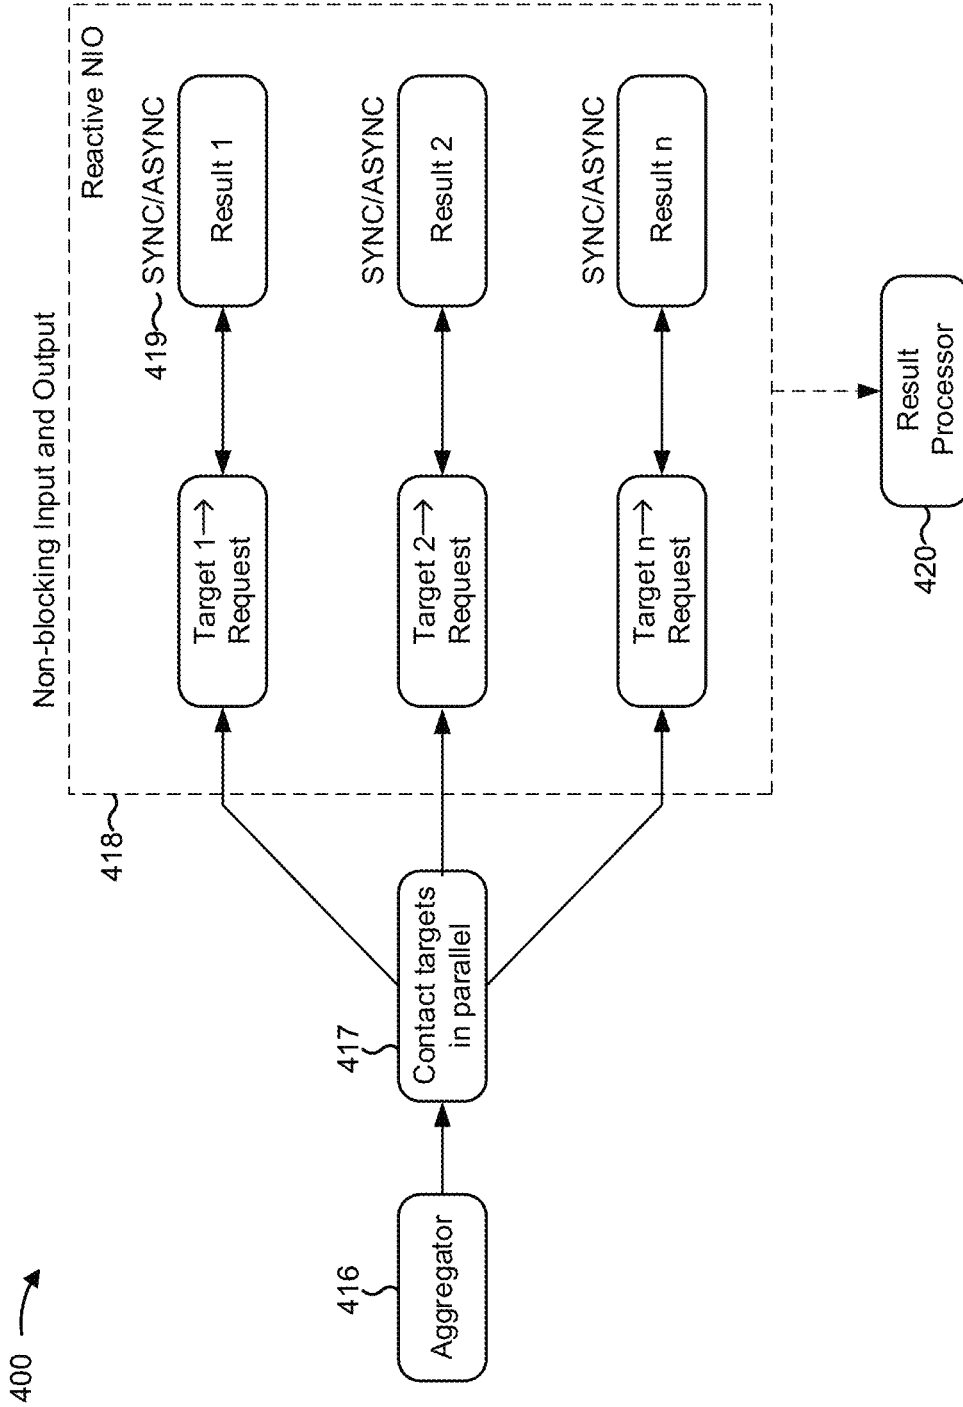 400
Non-blocking Input and Output
Reactive NIO
418
419
SYNC/ASYNC
Target 1→
Request
Result 1
416
Aggregator
417
Contact targets
in parallel
SYNC/ASYNC
Target 2→
Request
Result 2
SYNC/ASYNC
Target n→
Request
Result n
420
Result
Processor